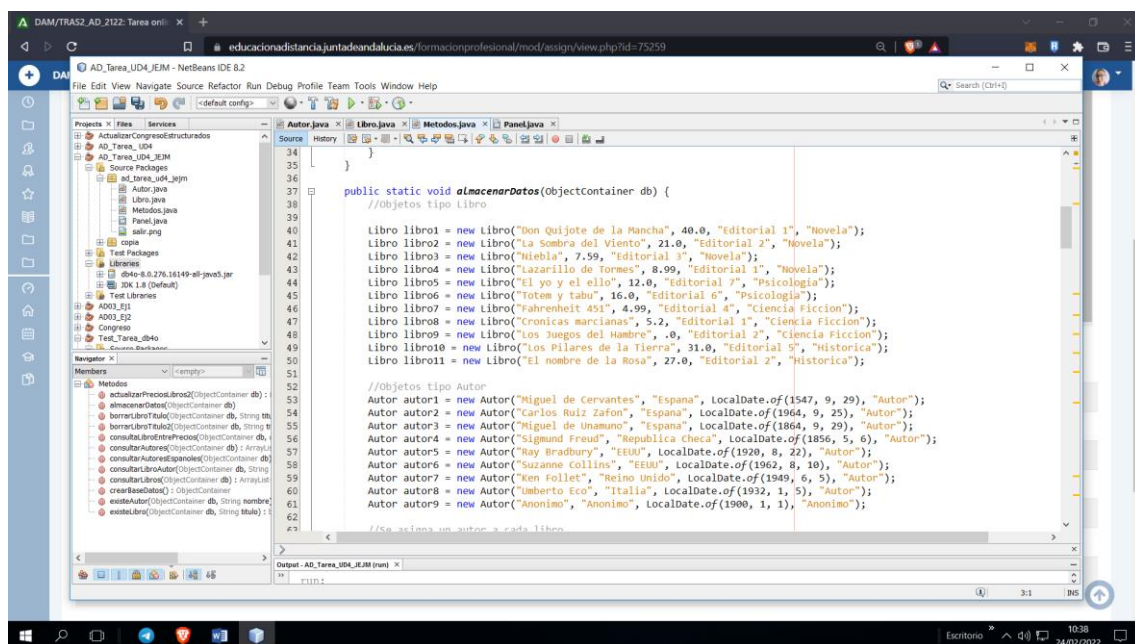 DAM/TRAS2_AD_2122: Tarea onli
educacionadistancia.juntadeandalucia.es/formacionprofesional/mod/assign/view.php?id=75259
DA
AD_Tarea_UD4_JEJM - NetBeans IDE 8.2
File Edit View Navigate Source Refactor Run Debug Profile Team Tools Window Help
Search (Ctrl+I)
<default config>
Projects Files Services
Autor.java Libro.java Metodos.java Panel.java
Source History
ActualizarCongresoEstructurados
AD_Tarea_ UD4
AD_Tarea_UD4_JEJM
Source Packages
ad_tarea_ud4_jejm
Autor.java
Libro.java
Metodos.java
Panel.java
salir.png
copia
Test Packages
Libraries
db4o-8.0.276.16149-all-java5.jar
JDK 1.8 (Default)
Test Libraries
AD03_Ej1
AD03_Ej2
Congreso
Test_Tarea_db4o
Source Packages
Navigator
Members <empty>
Metodos
actualizarPreciosLibros2(ObjectContainer db) :
almacenarDatos(ObjectContainer db)
borrarLibroTitulo(ObjectContainer db, String
borrarLibroTitulo2(ObjectContainer db, String
consultaLibroEntrePrecios(ObjectContainer db,
consultarAutores(ObjectContainer db) :
consultarAutoresEspanoles(ObjectContainer db)
consultarLibroAutor(ObjectContainer db, String
consultarLibros(ObjectContainer db) : ArrayList
crearBaseDatos() : ObjectContainer
existeAutor(ObjectContainer db, String nombre)
existeLibro(ObjectContainer db, String titulo) :
34 }
35 }
36
37 public static void almacenarDatos(ObjectContainer db) {
38 //Objetos tipo Libro
39
40 Libro libro1 = new Libro("Don Quijote de la Mancha", 40.0, "Editorial 1", "Novela");
41 Libro libro2 = new Libro("La Sombra del Viento", 21.0, "Editorial 2", "Novela");
42 Libro libro3 = new Libro("Niebla", 7.59, "Editorial 3", "Novela");
43 Libro libro4 = new Libro("Lazarillo de Tormes", 8.99, "Editorial 1", "Novela");
44 Libro libro5 = new Libro("El yo y el ello", 12.0, "Editorial 7", "Psicologia");
45 Libro libro6 = new Libro("Totem y tabu", 16.0, "Editorial 6", "Psicologia");
46 Libro libro7 = new Libro("Fahrenheit 451", 4.99, "Editorial 4", "Ciencia Ficcion");
47 Libro libro8 = new Libro("Cronicas marcianas", 5.2, "Editorial 1", "Ciencia Ficcion");
48 Libro libro9 = new Libro("Los Juegos del Hambre", .0, "Editorial 2", "Ciencia Ficcion");
49 Libro libro10 = new Libro("Los Pilares de la Tierra", 31.0, "Editorial 5", "Historica");
50 Libro libro11 = new Libro("El nombre de la Rosa", 27.0, "Editorial 2", "Historica");
51
52 //Objetos tipo Autor
53 Autor autor1 = new Autor("Miguel de Cervantes", "Espana", LocalDate.of(1547, 9, 29), "Autor");
54 Autor autor2 = new Autor("Carlos Ruiz Zafon", "Espana", LocalDate.of(1964, 9, 25), "Autor");
55 Autor autor3 = new Autor("Miguel de Unamuno", "Espana", LocalDate.of(1864, 9, 29), "Autor");
56 Autor autor4 = new Autor("Sigmund Freud", "Republica Checa", LocalDate.of(1856, 5, 6), "Autor");
57 Autor autor5 = new Autor("Ray Bradbury", "EEUU", LocalDate.of(1920, 8, 22), "Autor");
58 Autor autor6 = new Autor("Suzanne Collins", "EEUU", LocalDate.of(1962, 8, 10), "Autor");
59 Autor autor7 = new Autor("Ken Follet", "Reino Unido", LocalDate.of(1949, 6, 5), "Autor");
60 Autor autor8 = new Autor("Umberto Eco", "Italia", LocalDate.of(1932, 1, 5), "Autor");
61 Autor autor9 = new Autor("Anonimo", "Anonimo", LocalDate.of(1900, 1, 1), "Anonimo");
62
63 //Se asigna un autor a cada libro
Output - AD_Tarea_UD4_JEJM (run)
run:
3:1 INS
Escritorio
10:38
24/02/2022